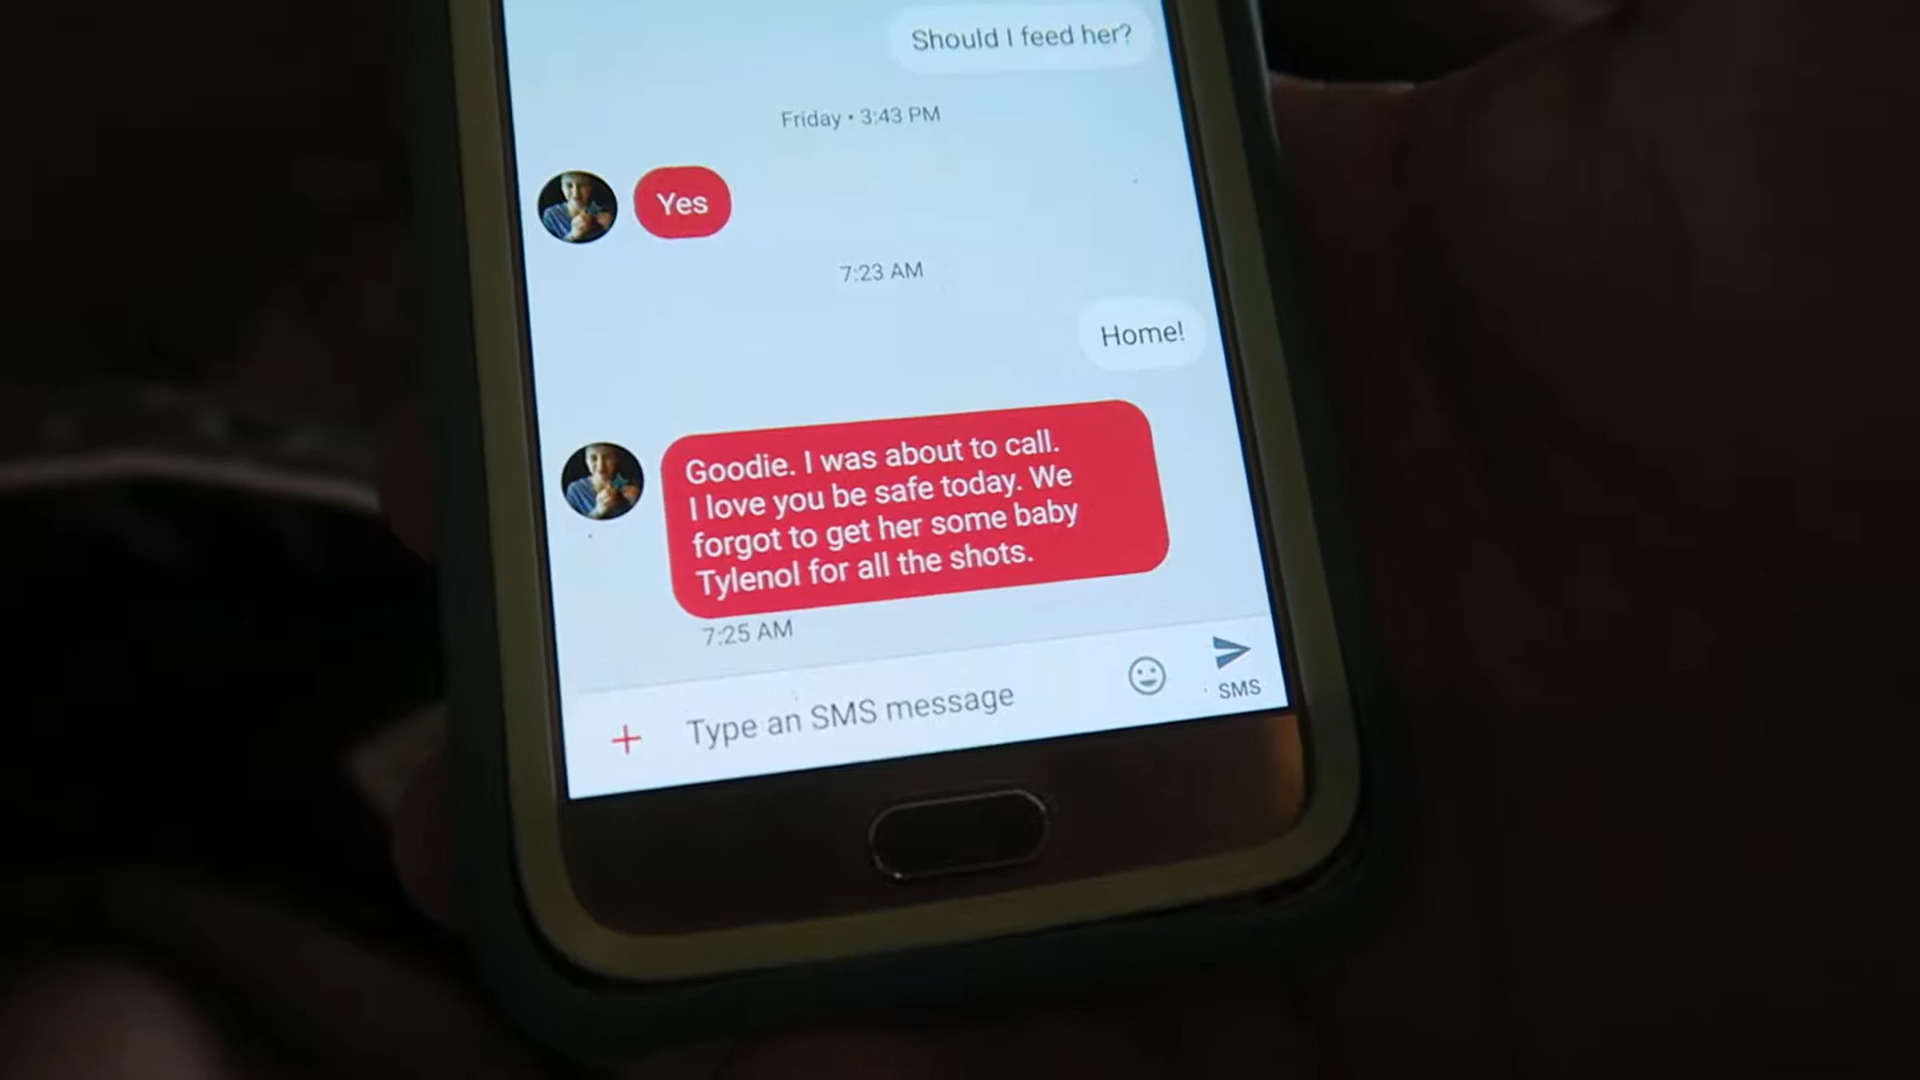 Should I feed her?
Friday • 3:43 PM
Yes
7:23 AM
Home!
Goodie. I was about to call.
I love you be safe today. We
forgot to get her some baby
Tylenol for all the shots.
7:25 AM
Type an SMS message
SMS